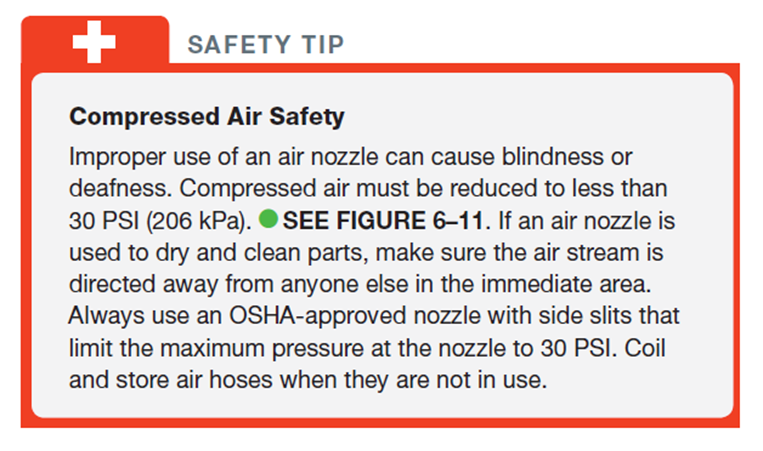 SAFETY TIP
Compressed Air Safety
Improper use of an air nozzle can cause blindness or
deafness. Compressed air must be reduced to less than
30 PSI (206 kPa). ● SEE FIGURE 6–11. If an air nozzle is
used to dry and clean parts, make sure the air stream is
directed away from anyone else in the immediate area.
Always use an OSHA-approved nozzle with side slits that
limit the maximum pressure at the nozzle to 30 PSI. Coil
and store air hoses when they are not in use.